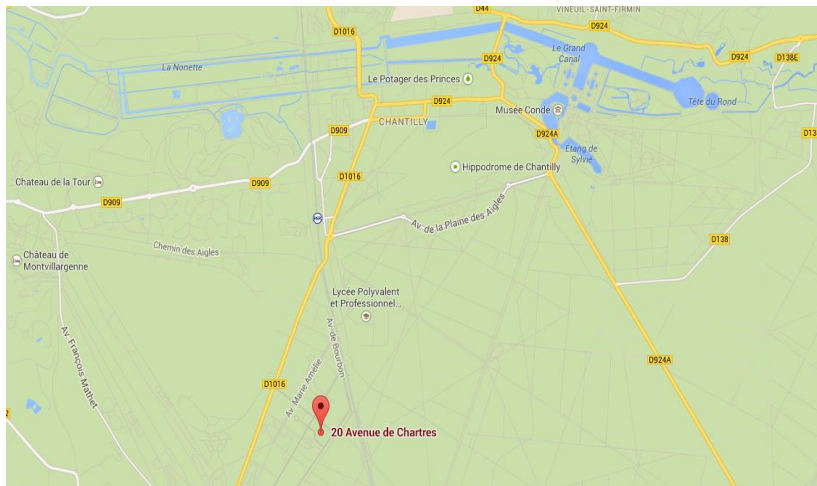 D44
VINEUIL-SAINT-FIRMIN
D924
D1016
Le Grand
Canal
D924
D924
D138E
La Nonette
Le Potager des Princes
D924
Tête du Rond
Musée Conde
CHANTILLY
D909
D924A
D13
Etang de
Sylvie
Hippodrome de Chantilly
D1016
Chateau de la Tour
D909
D909
Av. de la Plaine des Aigles
D138
Chemin des Aigles
Château de
Montvillargenne
Lycée Polyvalent
et Professionnel...
Av. de Bourbon
Av. François Mathet
Av. Marie Amélie
D924A
D1016
2
20 Avenue de Chartres